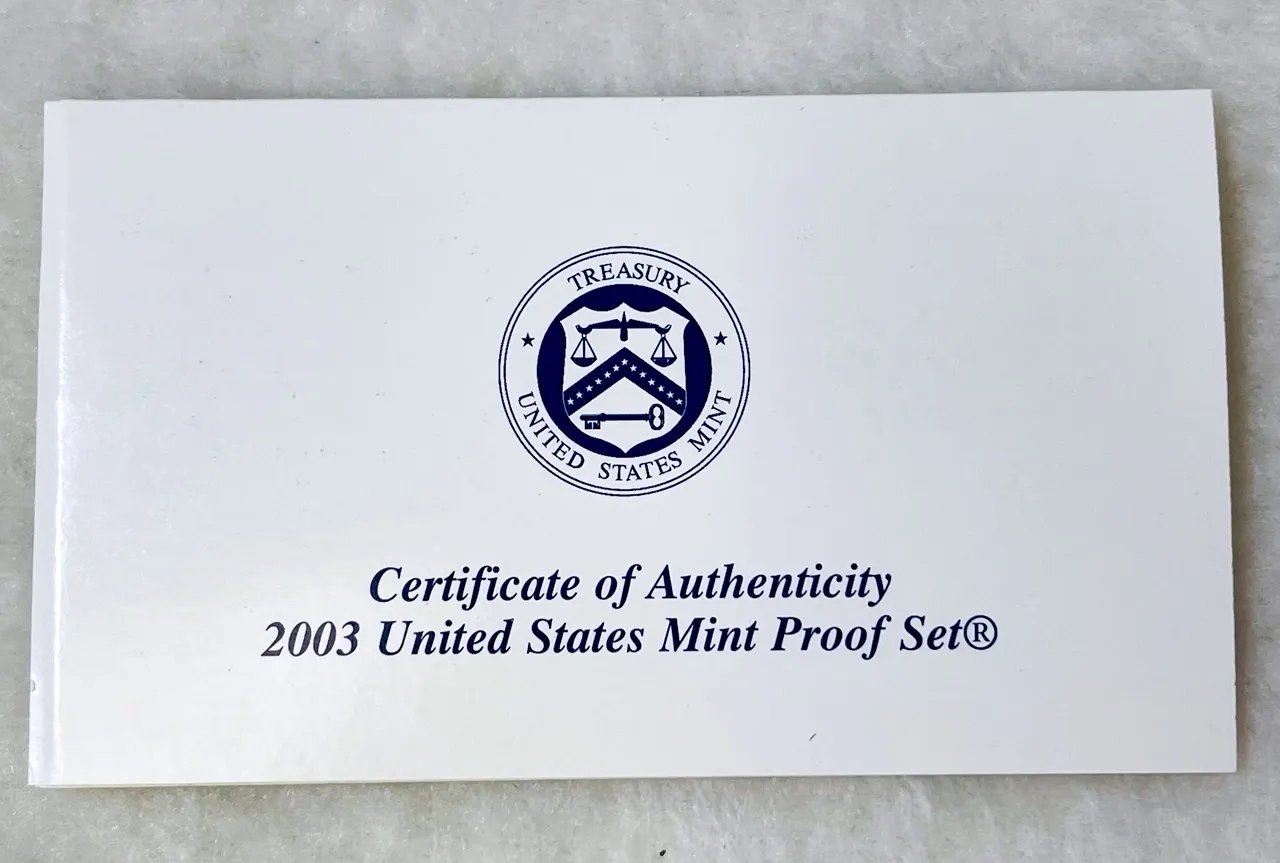 TREASURY
UNITED STATES MINT
Certificate of Authenticity
2003 United States Mint Proof Set®